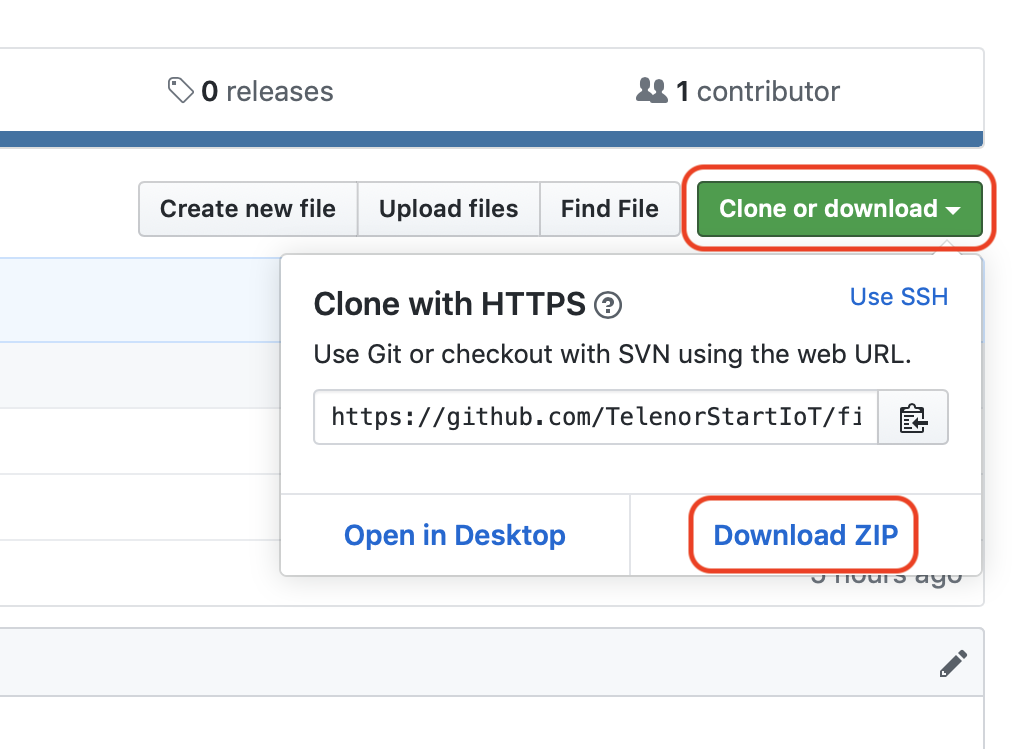 0 releases
1 contributor
Create new file
Upload files
Find File
Clone or download
Clone with HTTPS
Use SSH
Use Git or checkout with SVN using the web URL.
https://github.com/TelenorStartIoT/fi
Open in Desktop
Download ZIP
5 hours ago